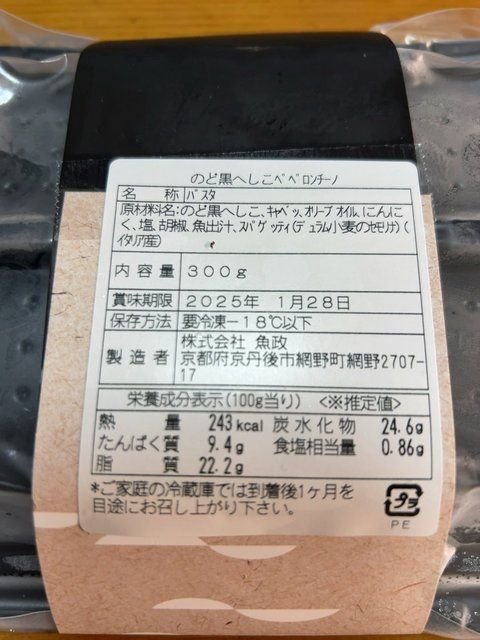 のど黒へしこペペロンチーノ
名 称 パスタ
原材料名:のど黒へしこ、キャベツ、オリーブオイル、にんに
く、塩、胡椒、魚出汁、スパゲッティ(デュラム小麦のセモリナ)(
イタリア産)
内容量 300g
賞味期限 2025年 1月28日
保存方法 要冷凍-18℃以下
製造者 株式会社 魚政
京都府京丹後市網野町網野2707-
17
栄養成分表示(100g当り) <※推定値>
熱量 243kcal 炭水化物 24.6g
たんぱく質 9.4g 食塩相当量 0.86g
脂質 22.2g
*ご家庭の冷蔵庫では到着後1ヶ月を
目途にお召し上がり下さい。
プラ
PE